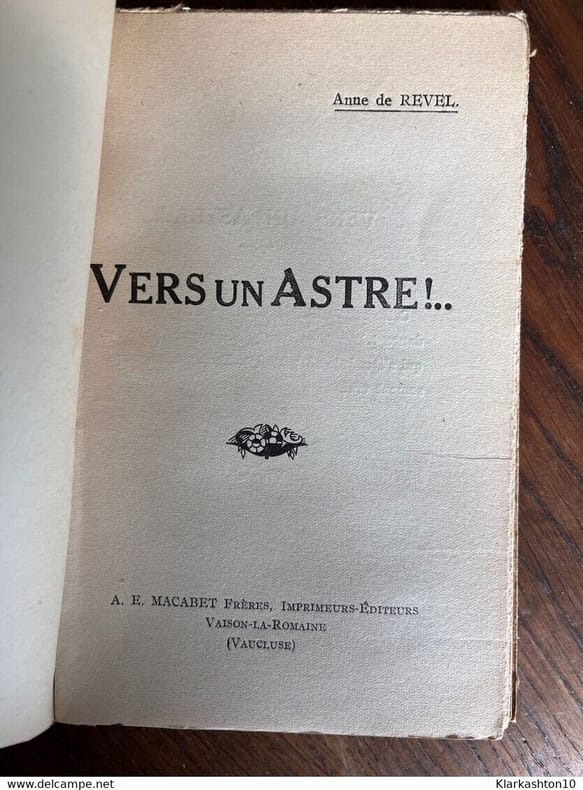 Anne de REVEL.
VERS UN ASTRE!..
A. E. MACABET FRÈRES, IMPRIMEURS-ÉDITEURS
VAISON-LA-ROMAINE
(VAUCLUSE)
www.delcampe.net
Klarkashton10